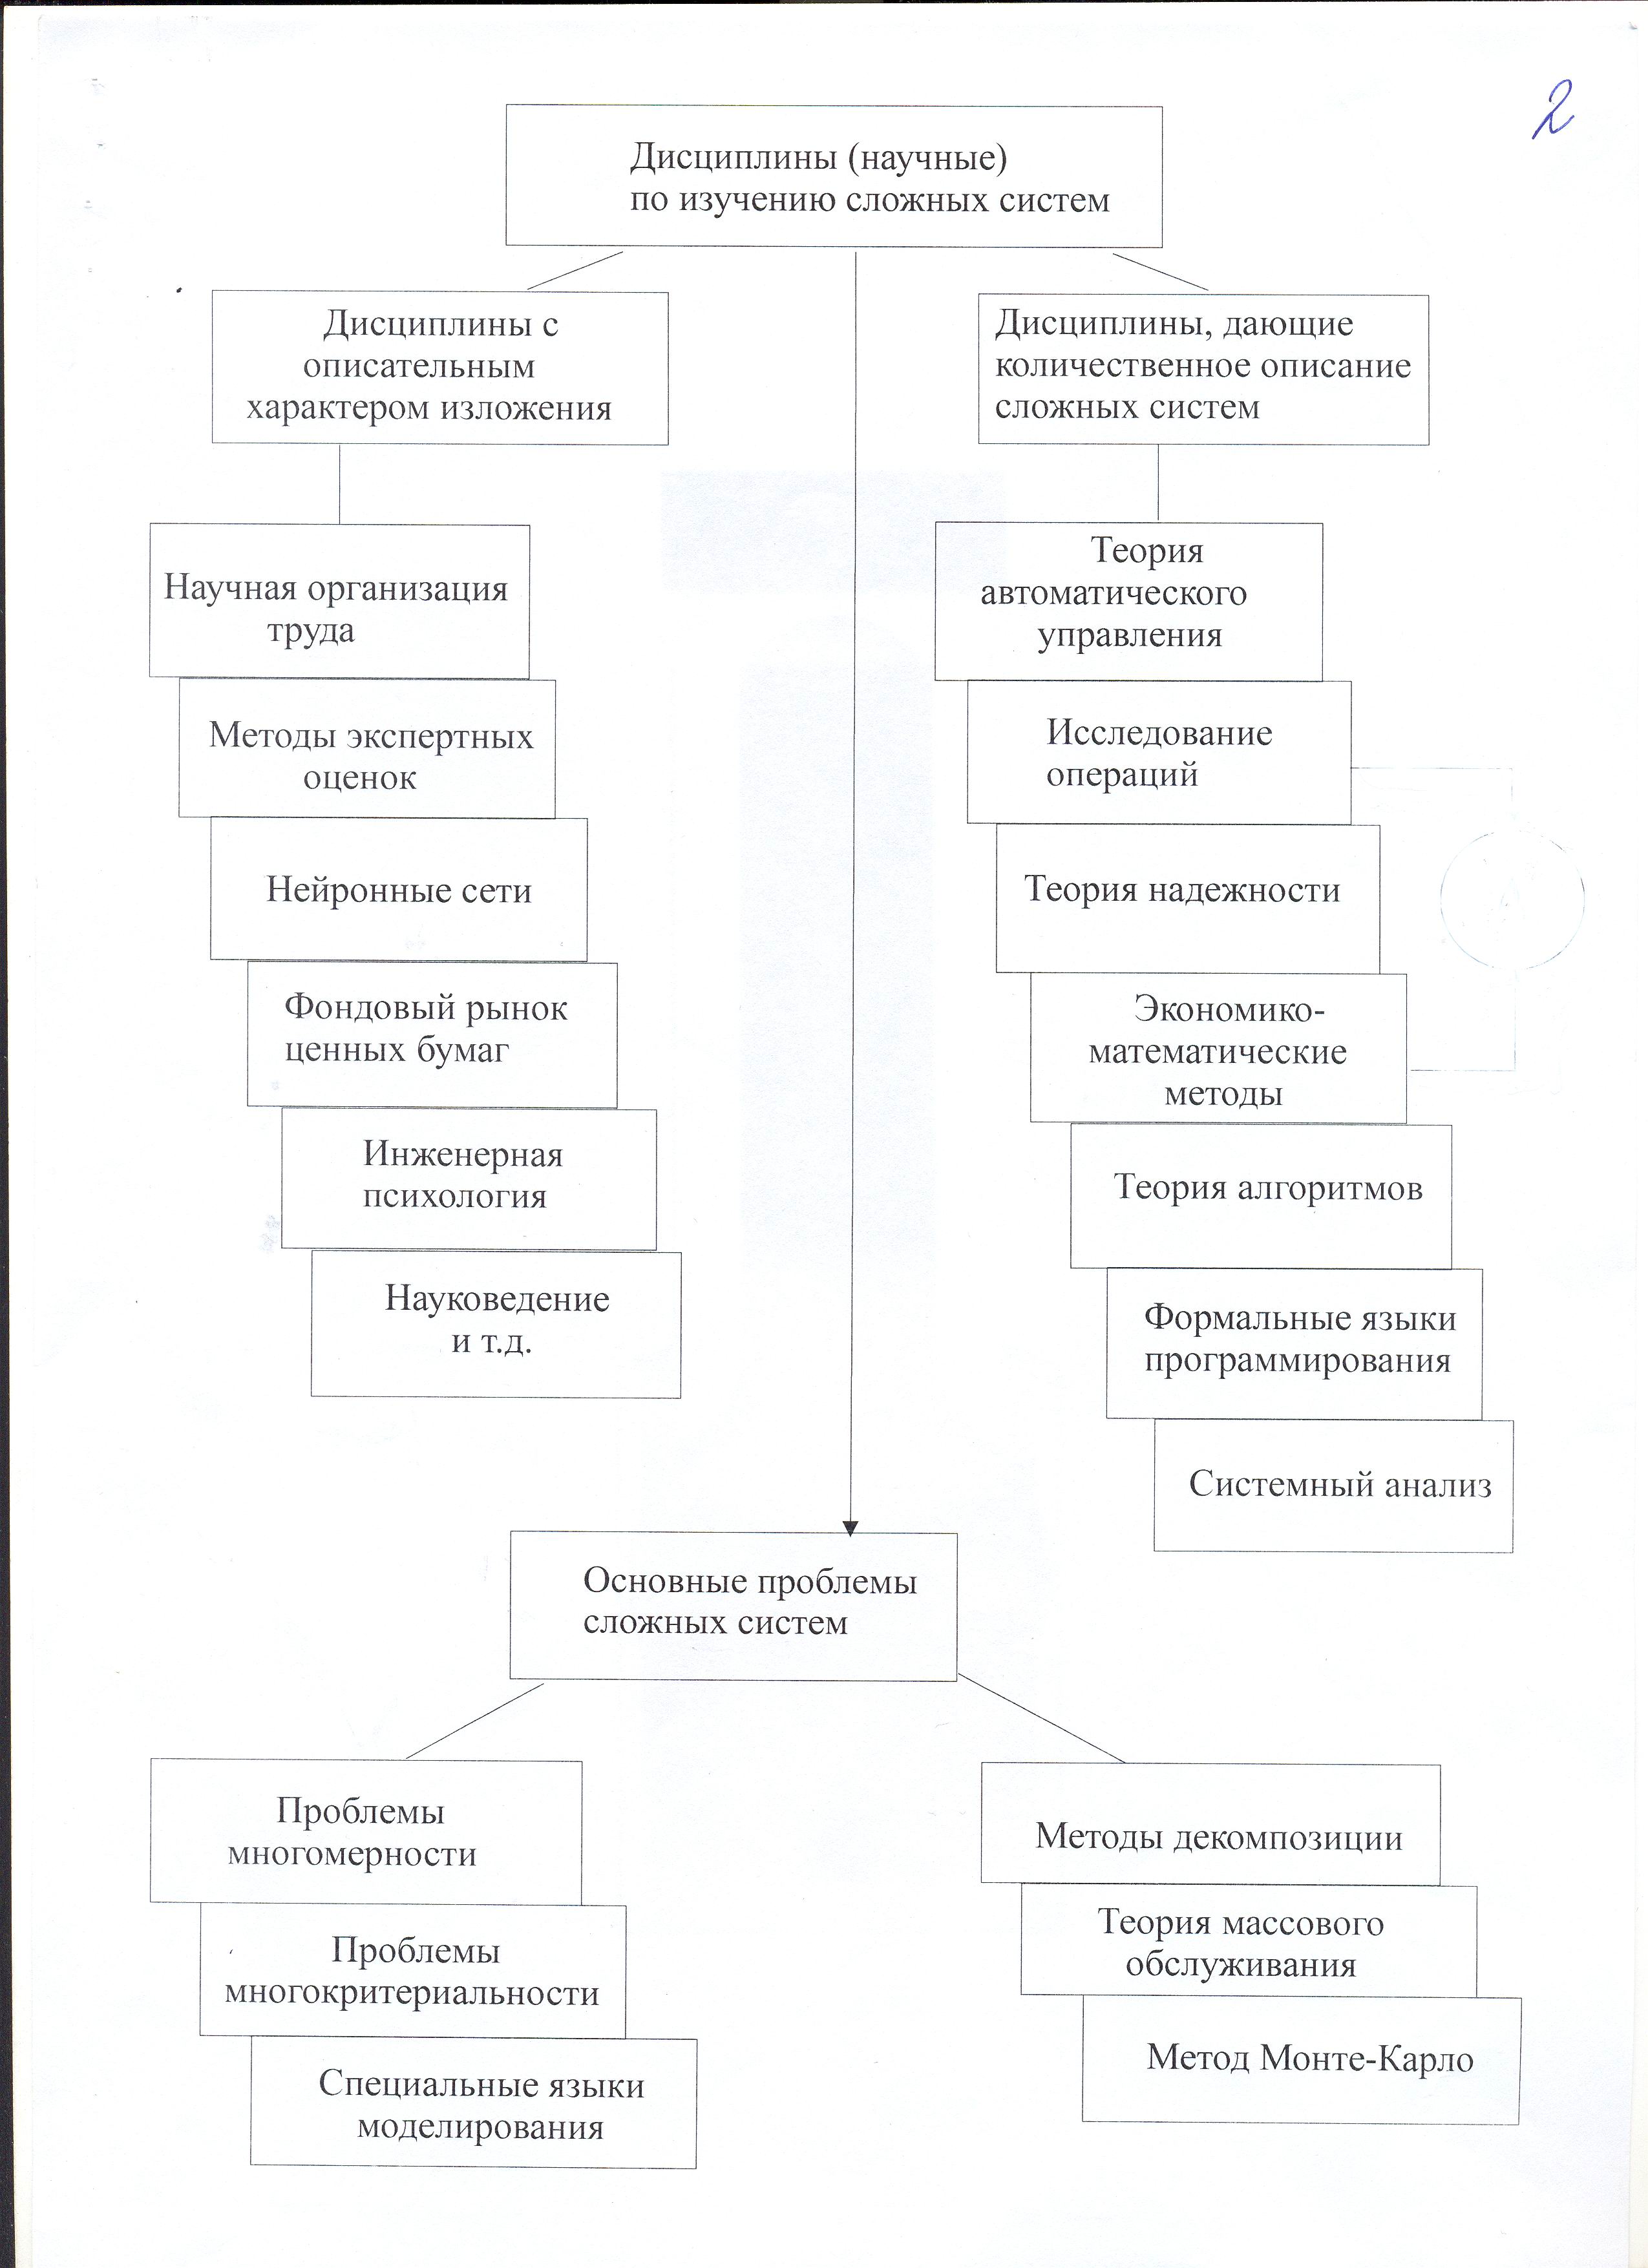 2
Дисциплины (научные)
по изучению сложных систем
Дисциплины с
описательным
характером изложения
Дисциплины, дающие
количественное описание
сложных систем
Научная организация
труда
Методы экспертных
оценок
Нейронные сети
Фондовый рынок
ценных бумаг
Инженерная
психология
Науковедение
и т.д.
Теория
автоматического
управления
Исследование
операций
Теория надежности
Экономико-
математические
методы
Теория алгоритмов
Формальные языки
программирования
Системный анализ
Основные проблемы
сложных систем
Проблемы
многомерности
Проблемы
многокритериальности
Специальные языки
моделирования
Методы декомпозиции
Теория массового
обслуживания
Метод Монте-Карло